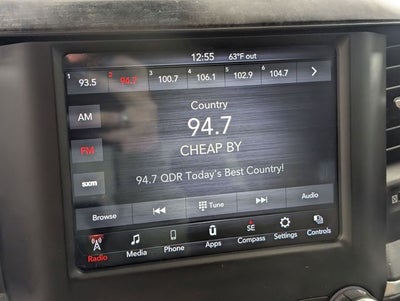 12:55 63°F out
1 93.5 2 94.7 3 100.7 4 106.1 5 102.9 6 104.7
Country
AM
94.7
FM
CHEAP BY
sxm
94.7 QDR Today's Best Country!
Browse Tune Audio
SE
Radio Media Phone Apps Compass Settings Controls